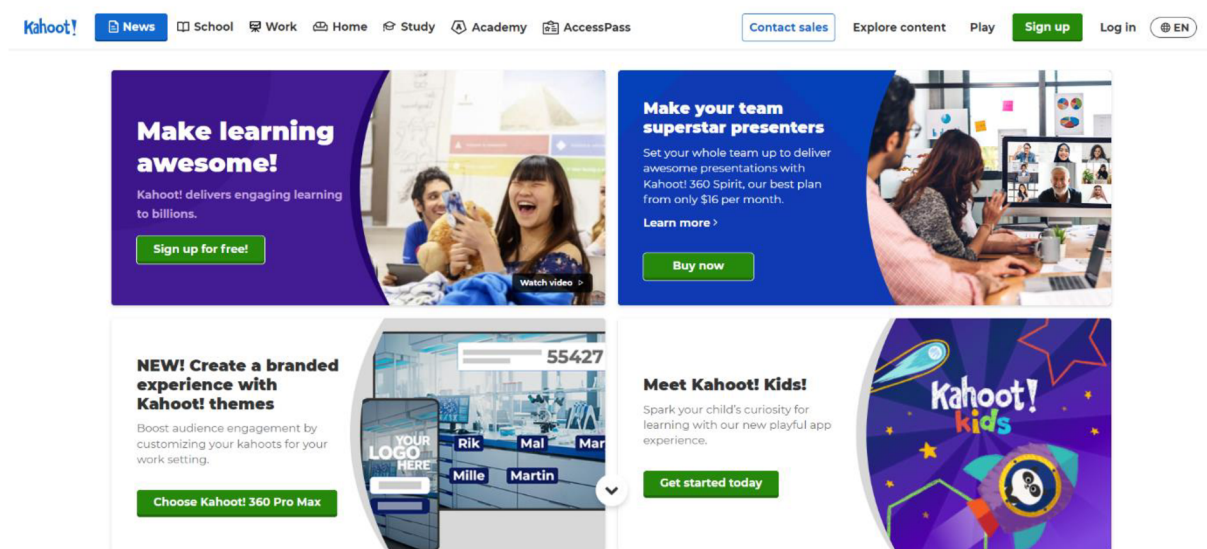 Kahoot! News School Work Home Study Academy AccessPass Contact sales Explore content Play Sign up Log in EN
Make learning
awesome!
Kahoot! delivers engaging learning
to billions.
Sign up for free!
Watch video
Make your team
superstar presenters
Set your whole team up to deliver
awesome presentations with
Kahoot! 360 Spirit, our best plan
from only $16 per month.
Learn more >
Buy now
NEW! Create a branded
experience with
Kahoot! themes
Boost audience engagement by
customizing your kahoots for your
work setting.
Choose Kahoot! 360 Pro Max
55427
YOUR
LOGO
HERE
Rik Mal Mar
Mille Martin
Meet Kahoot! Kids!
Spark your child's curiosity for
learning with our new playful app
experience.
Get started today
Kahoot!
kids